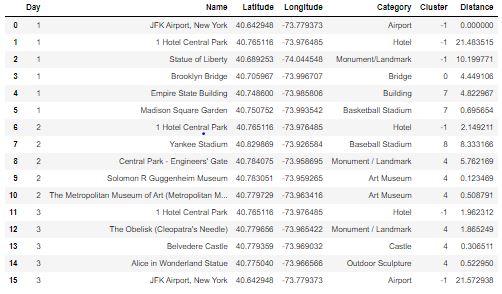 Day Name Latitude Longitude Category Cluster Distance
0 1 JFK Airport, New York 40.642948 -73.779373 Airport -1 0.000000
1 1 1 Hotel Central Park 40.765116 -73.976485 Hotel -1 21.483515
2 1 Statue of Liberty 40.689253 -74.044548 Monument/Landmark -1 10.199771
3 1 Brooklyn Bridge 40.705967 -73.996707 Bridge 0 4.449106
4 1 Empire State Building 40.748600 -73.985806 Building 7 4.822967
5 1 Madison Square Garden 40.750752 -73.993542 Basketball Stadium 7 0.695654
6 2 1 Hotel Central Park 40.765116 -73.976485 Hotel -1 2.149211
7 2 Yankee Stadium 40.829869 -73.926584 Baseball Stadium 8 8.333166
8 2 Central Park - Engineers' Gate 40.784075 -73.958695 Monument / Landmark 4 5.762169
9 2 Solomon R Guggenheim Museum 40.783051 -73.959265 Art Museum 4 0.123469
10 2 The Metropolitan Museum of Art (Metropolitan M... 40.779729 -73.963416 Art Museum 4 0.508791
11 3 1 Hotel Central Park 40.765116 -73.976485 Hotel -1 1.962312
12 3 The Obelisk (Cleopatra's Needle) 40.779656 -73.965422 Monument / Landmark 4 1.865249
13 3 Belvedere Castle 40.779359 -73.969032 Castle 4 0.306511
14 3 Alice in Wonderland Statue 40.775040 -73.966566 Outdoor Sculpture 4 0.522950
15 3 JFK Airport, New York 40.642948 -73.779373 Airport -1 21.572938